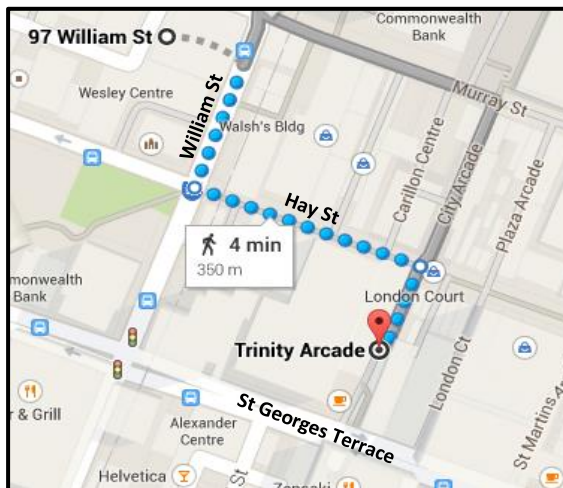 Commonwealth
Bank
97 William St
Wesley Centre
William St
Walsh's Bldg
Murray St
Carillon Centre
City Arcade
Plaza Arcade
Hay St
4 min
350 m
mmonwealth
Bank
London Court
Trinity Arcade
London Ct
St Martins
St Georges Terrace
r & Grill
Alexander
Centre
Helvetica
St